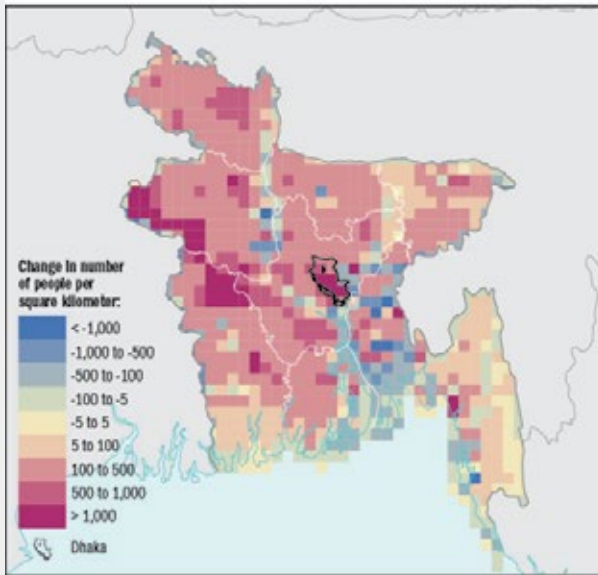 Change in number
of people per
square kilometer:
< -1,000
-1,000 to -500
-500 to -100
-100 to -5
-5 to 5
5 to 100
100 to 500
500 to 1,000
> 1,000
Dhaka